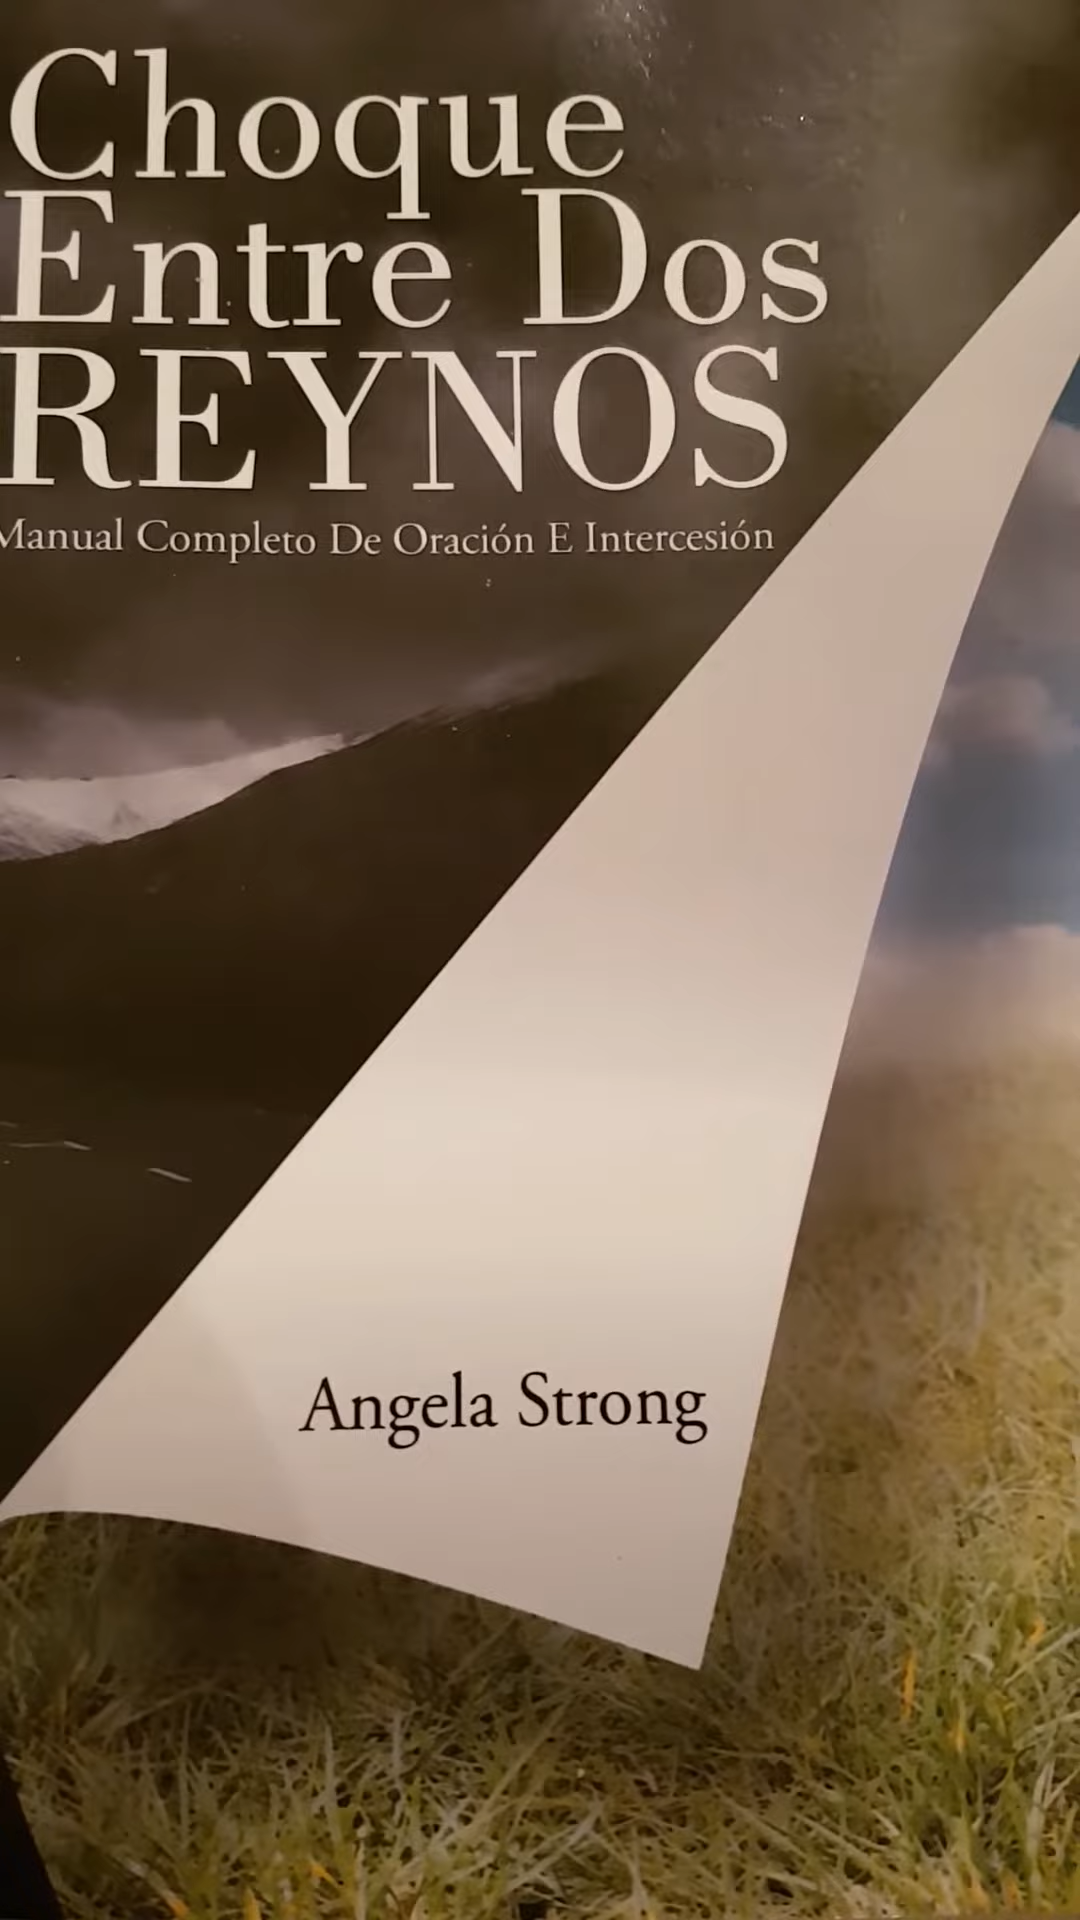 Choque
Entre Dos
REYNOS
Manual Completo De Oración E Intercesión
Angela Strong